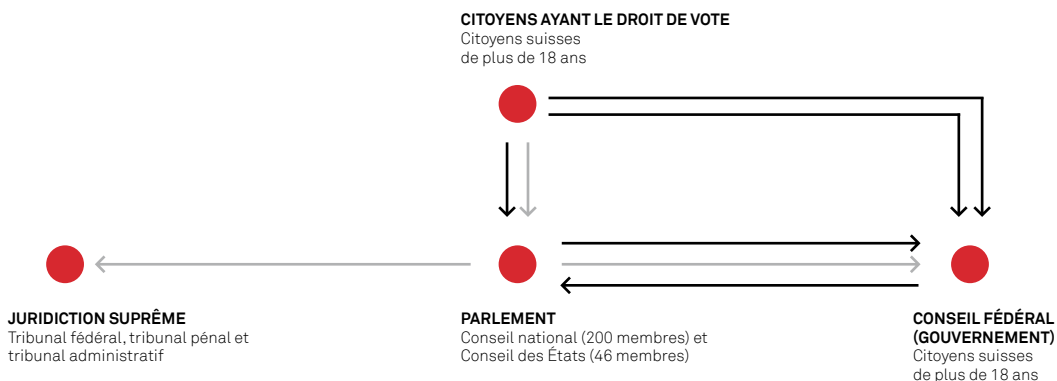 CITOYENS AYANT LE DROIT DE VOTE
Citoyens suisses
de plus de 18 ans
JURIDICTION SUPRÊME
Tribunal fédéral, tribunal pénal et
tribunal administratif
PARLEMENT
Conseil national (200 membres) et
Conseil des États (46 membres)
CONSEIL FÉDÉRAL
(GOUVERNEMENT)
Citoyens suisses
de plus de 18 ans